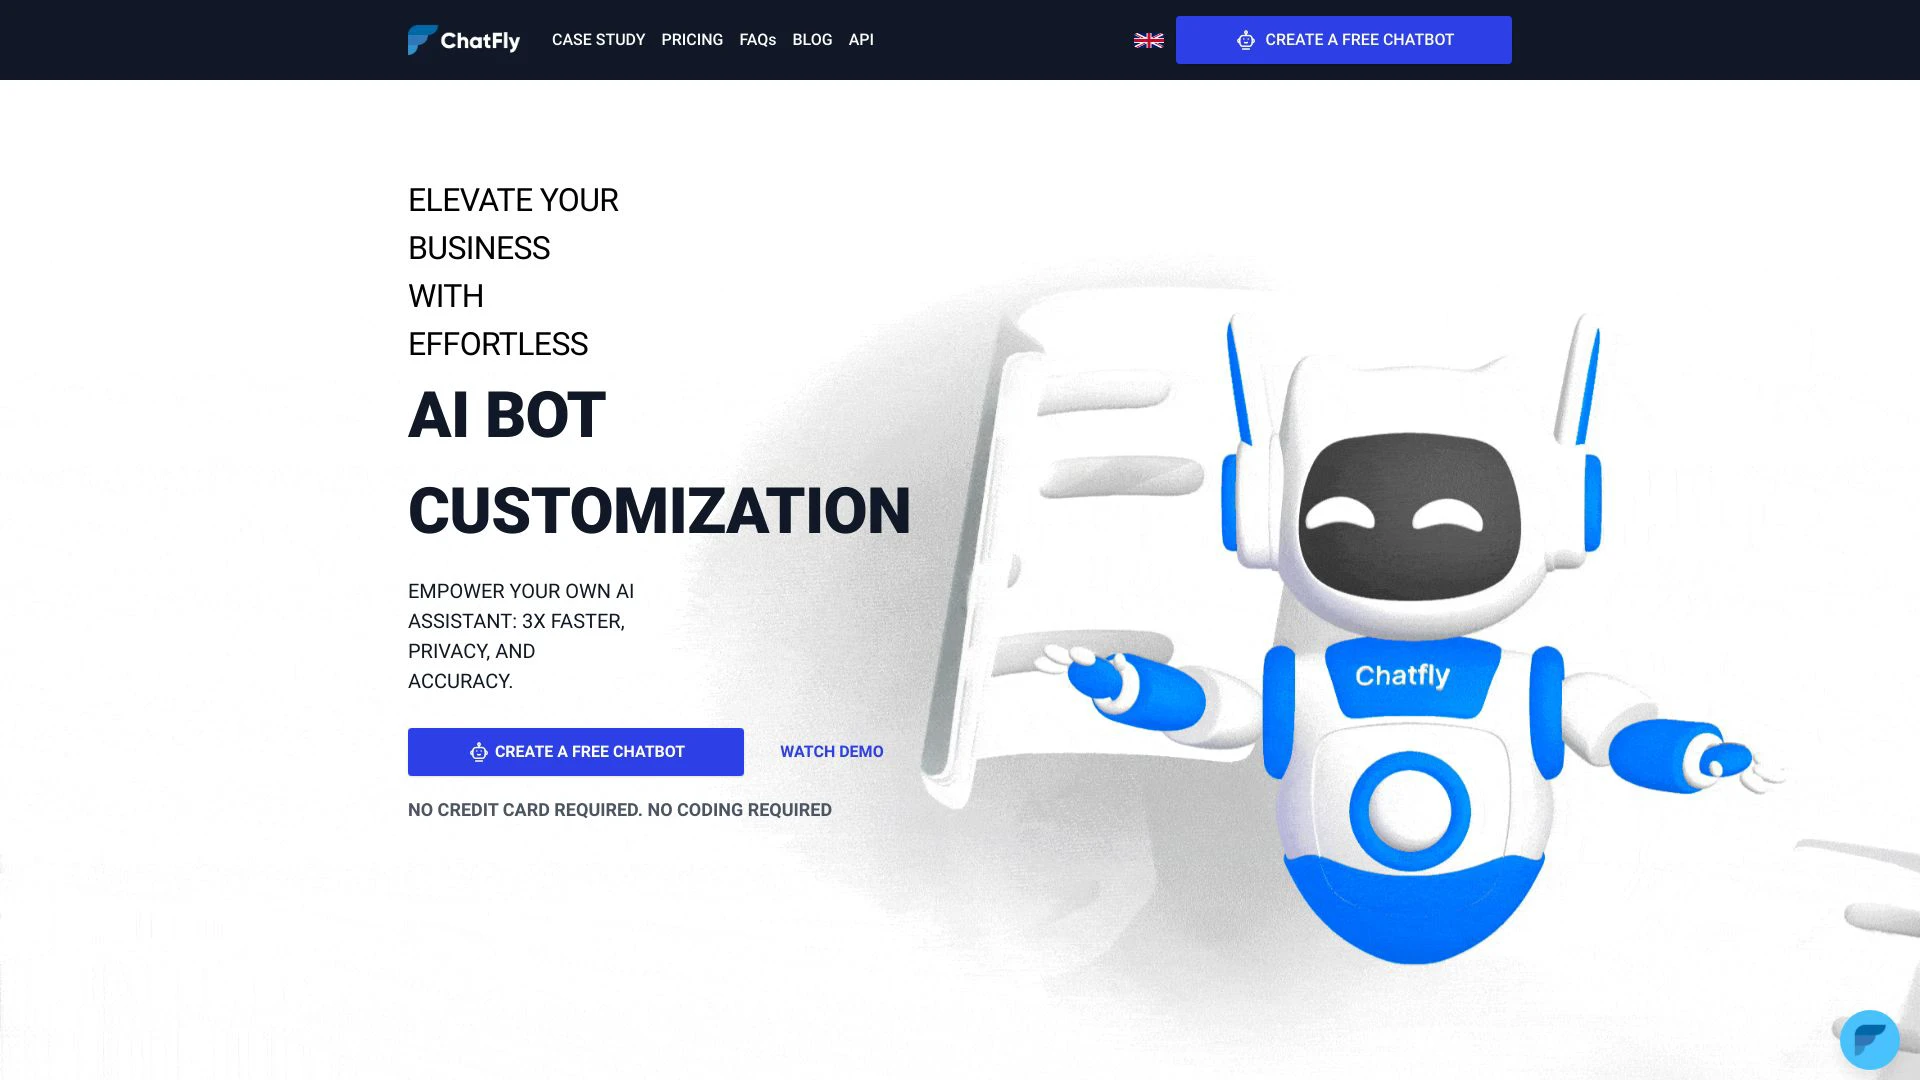 ChatFly
CASE STUDY PRICING FAQs BLOG API
CREATE A FREE CHATBOT
ELEVATE YOUR
BUSINESS
WITH
EFFORTLESS
AI BOT
CUSTOMIZATION
EMPOWER YOUR OWN AI
ASSISTANT: 3X FASTER,
PRIVACY, AND
ACCURACY.
CREATE A FREE CHATBOT
WATCH DEMO
NO CREDIT CARD REQUIRED. NO CODING REQUIRED
Chatfly